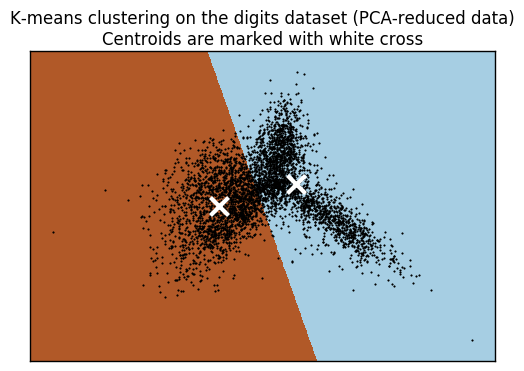 K-means clustering on the digits dataset (PCA-reduced data)
Centroids are marked with white cross